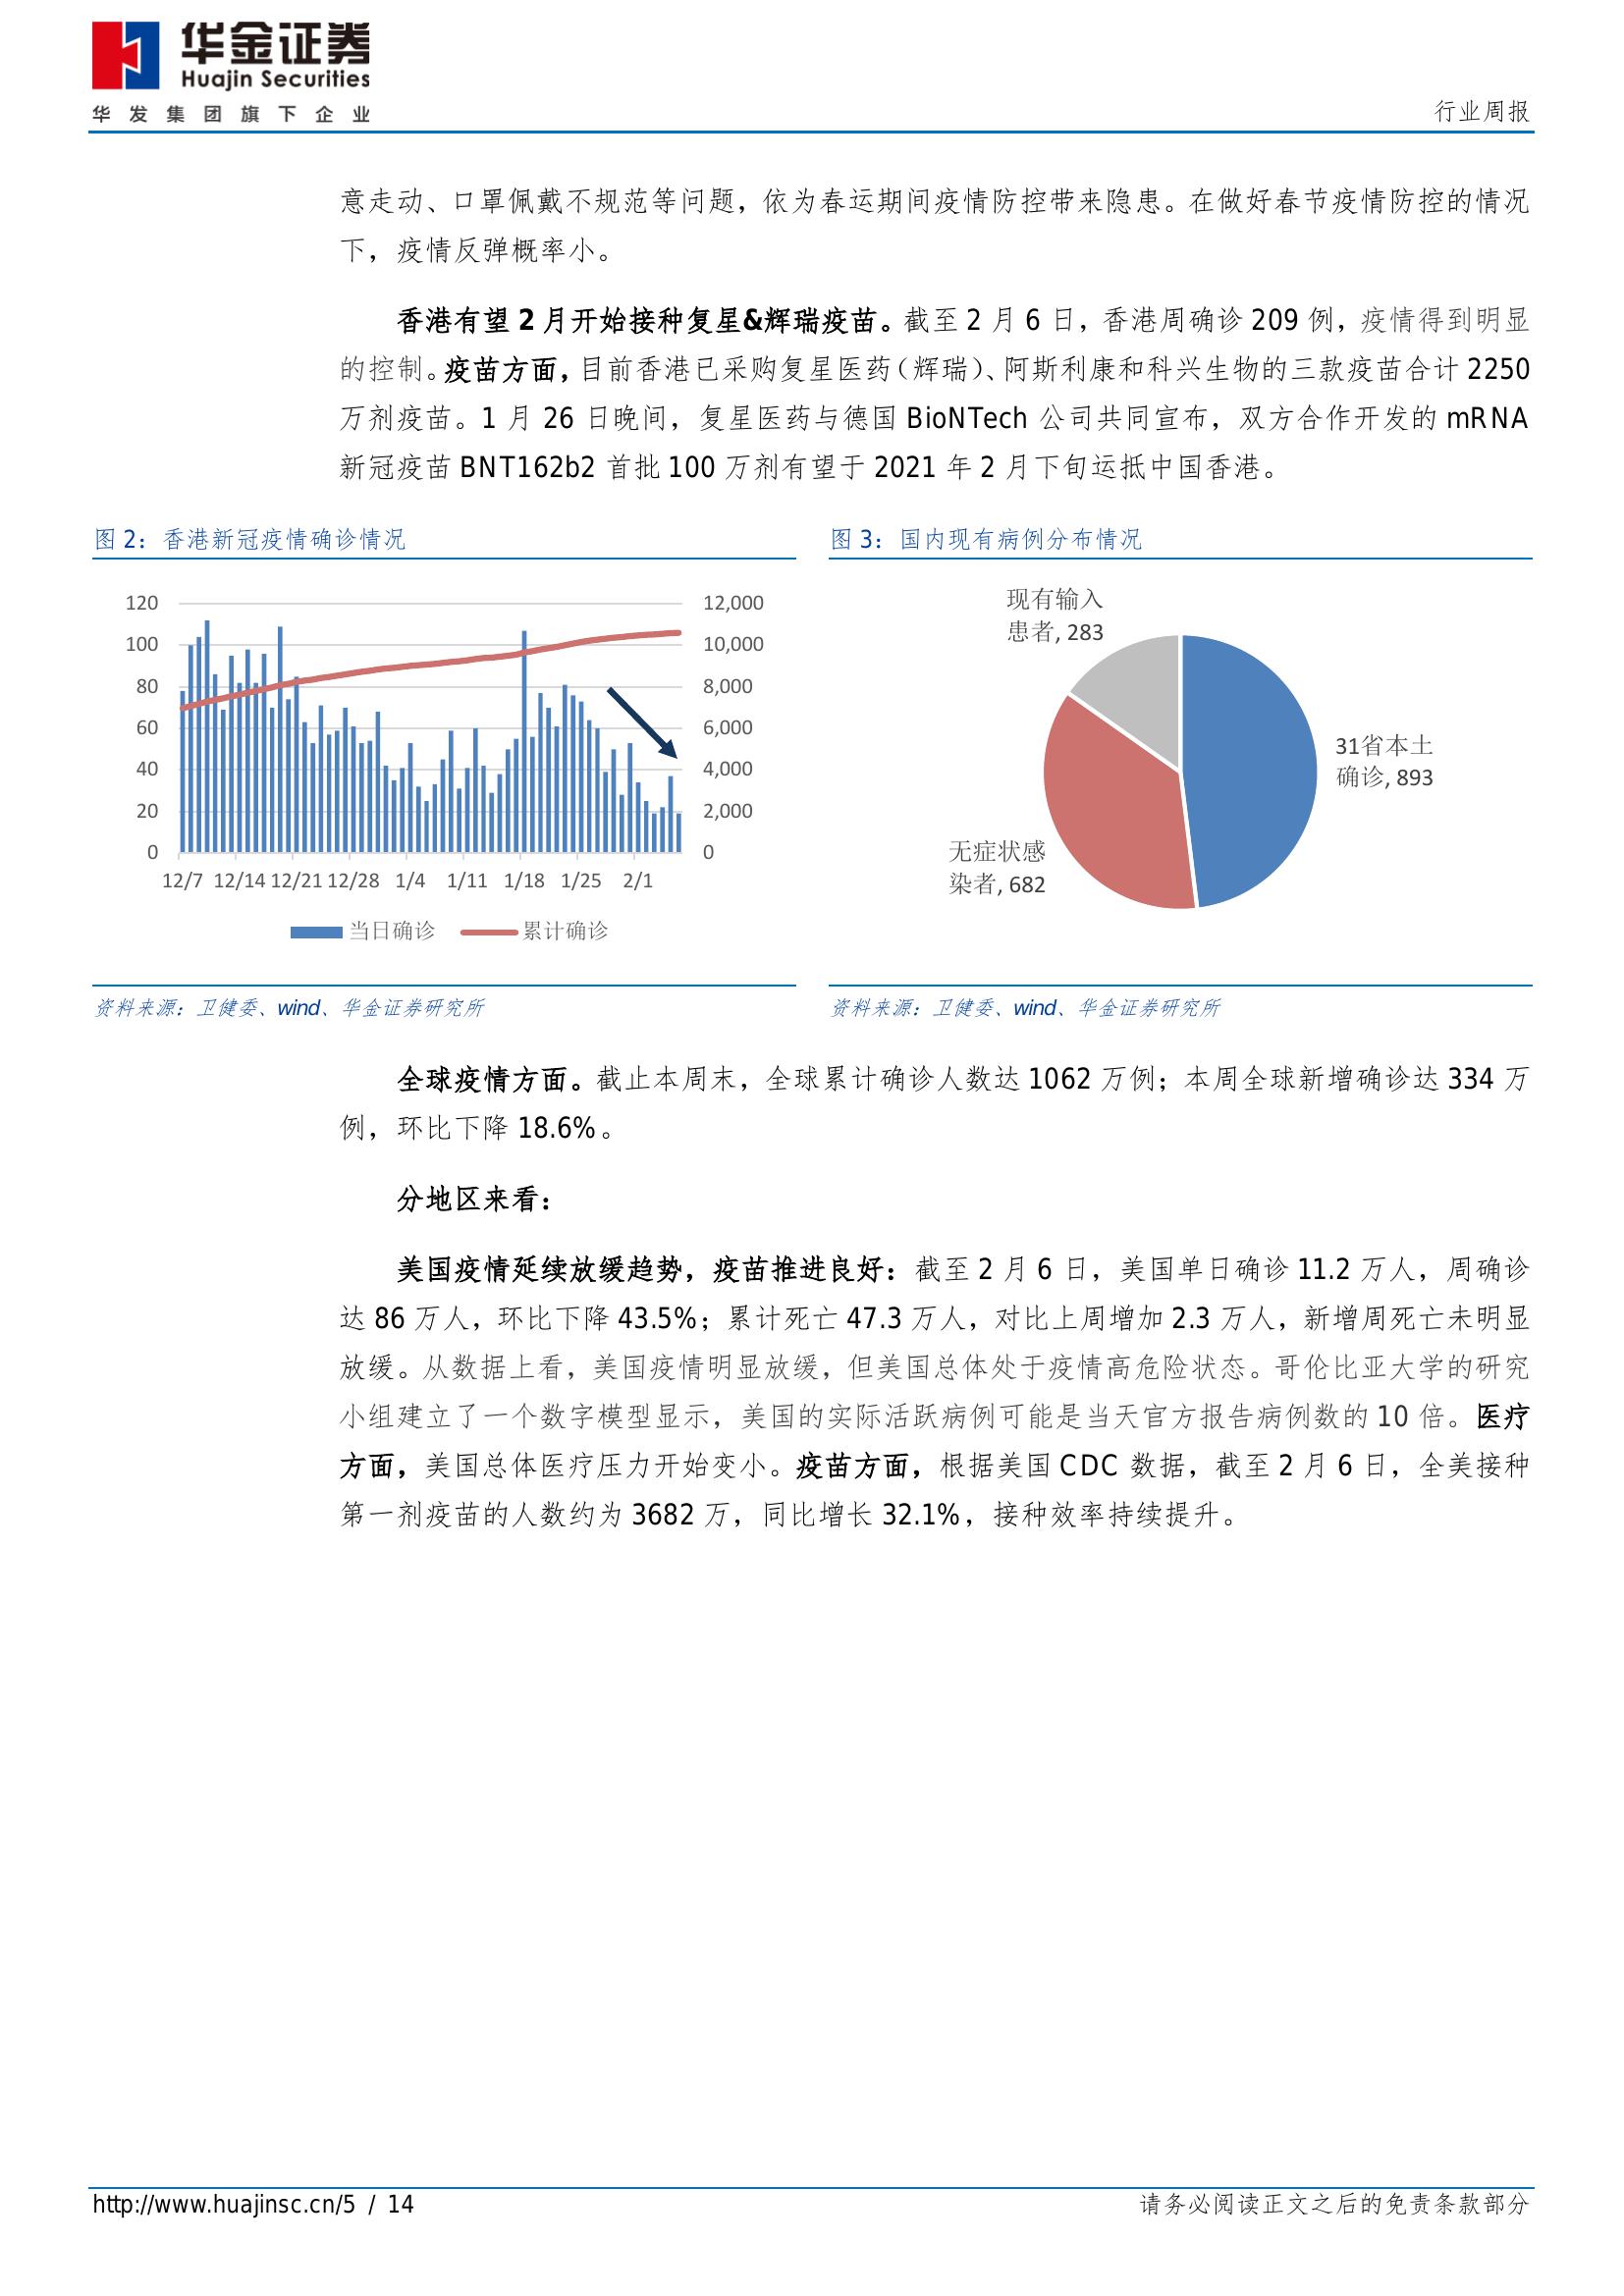 华金证券
Huajin Securities
华发集团旗下企业
行业周报
意走动、口罩佩戴不规范等问题，依为春运期间疫情防控带来隐患。在做好春节疫情防控的情况
下，疫情反弹概率小。
香港有望 2 月开始接种复星&辉瑞疫苗。截至 2 月 6 日，香港周确诊 209 例，疫情得到明显
的控制。疫苗方面，目前香港已采购复星医药（辉瑞）、阿斯利康和科兴生物的三款疫苗合计 2250
万剂疫苗。1 月 26 日晚间，复星医药与德国 BioNTech 公司共同宣布，双方合作开发的 mRNA
新冠疫苗 BNT162b2 首批 100 万剂有望于 2021 年 2 月下旬运抵中国香港。
图 2：香港新冠疫情确诊情况
120
100
80
60
40
20
0
12,000
10,000
8,000
6,000
4,000
2,000
0
12/7 12/14 12/21 12/28 1/4 1/11 1/18 1/25 2/1
当日确诊 累计确诊
资料来源：卫健委、wind、华金证券研究所
图 3：国内现有病例分布情况
现有输入
患者, 283
31省本土
确诊, 893
无症状感
染者, 682
资料来源：卫健委、wind、华金证券研究所
全球疫情方面。截止本周末，全球累计确诊人数达 1062 万例；本周全球新增确诊达 334 万
例，环比下降 18.6%。
分地区来看：
美国疫情延续放缓趋势，疫苗推进良好：截至 2 月 6 日，美国单日确诊 11.2 万人，周确诊
达 86 万人，环比下降 43.5%；累计死亡 47.3 万人，对比上周增加 2.3 万人，新增周死亡未明显
放缓。从数据上看，美国疫情明显放缓，但美国总体处于疫情高危险状态。哥伦比亚大学的研究
小组建立了一个数字模型显示，美国的实际活跃病例可能是当天官方报告病例数的 10 倍。医疗
方面，美国总体医疗压力开始变小。疫苗方面，根据美国 CDC 数据，截至 2 月 6 日，全美接种
第一剂疫苗的人数约为 3682 万，同比增长 32.1%，接种效率持续提升。
http://www.huajinsc.cn/5 / 14
请务必阅读正文之后的免责条款部分